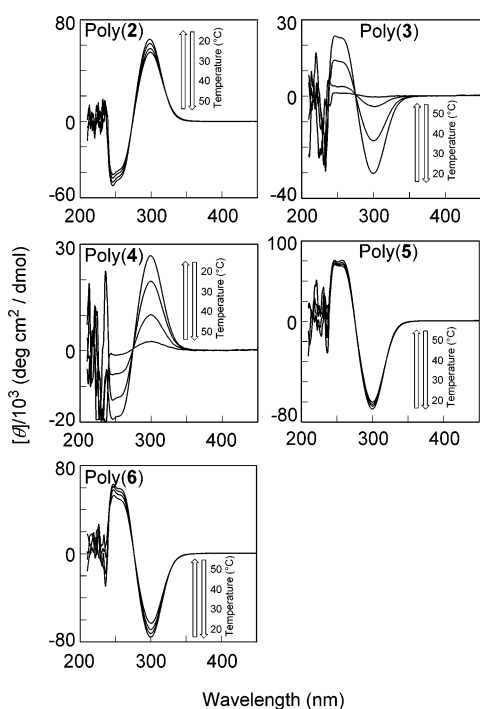 Poly(2)
80
0
-60
200 300 400
20
30
40
50
Temperature (°C)
Poly(3)
30
0
-40
200 300 400
50
40
30
20
Temperature (°C)
Poly(4)
30
0
-20
200 300 400
20
30
40
50
Temperature (°C)
Poly(5)
100
0
-80
200 300 400
50
40
30
20
Temperature (°C)
Poly(6)
80
0
-80
200 300 400
50
40
30
20
Temperature (°C)
[θ]/10³ (deg cm² / dmol)
Wavelength (nm)